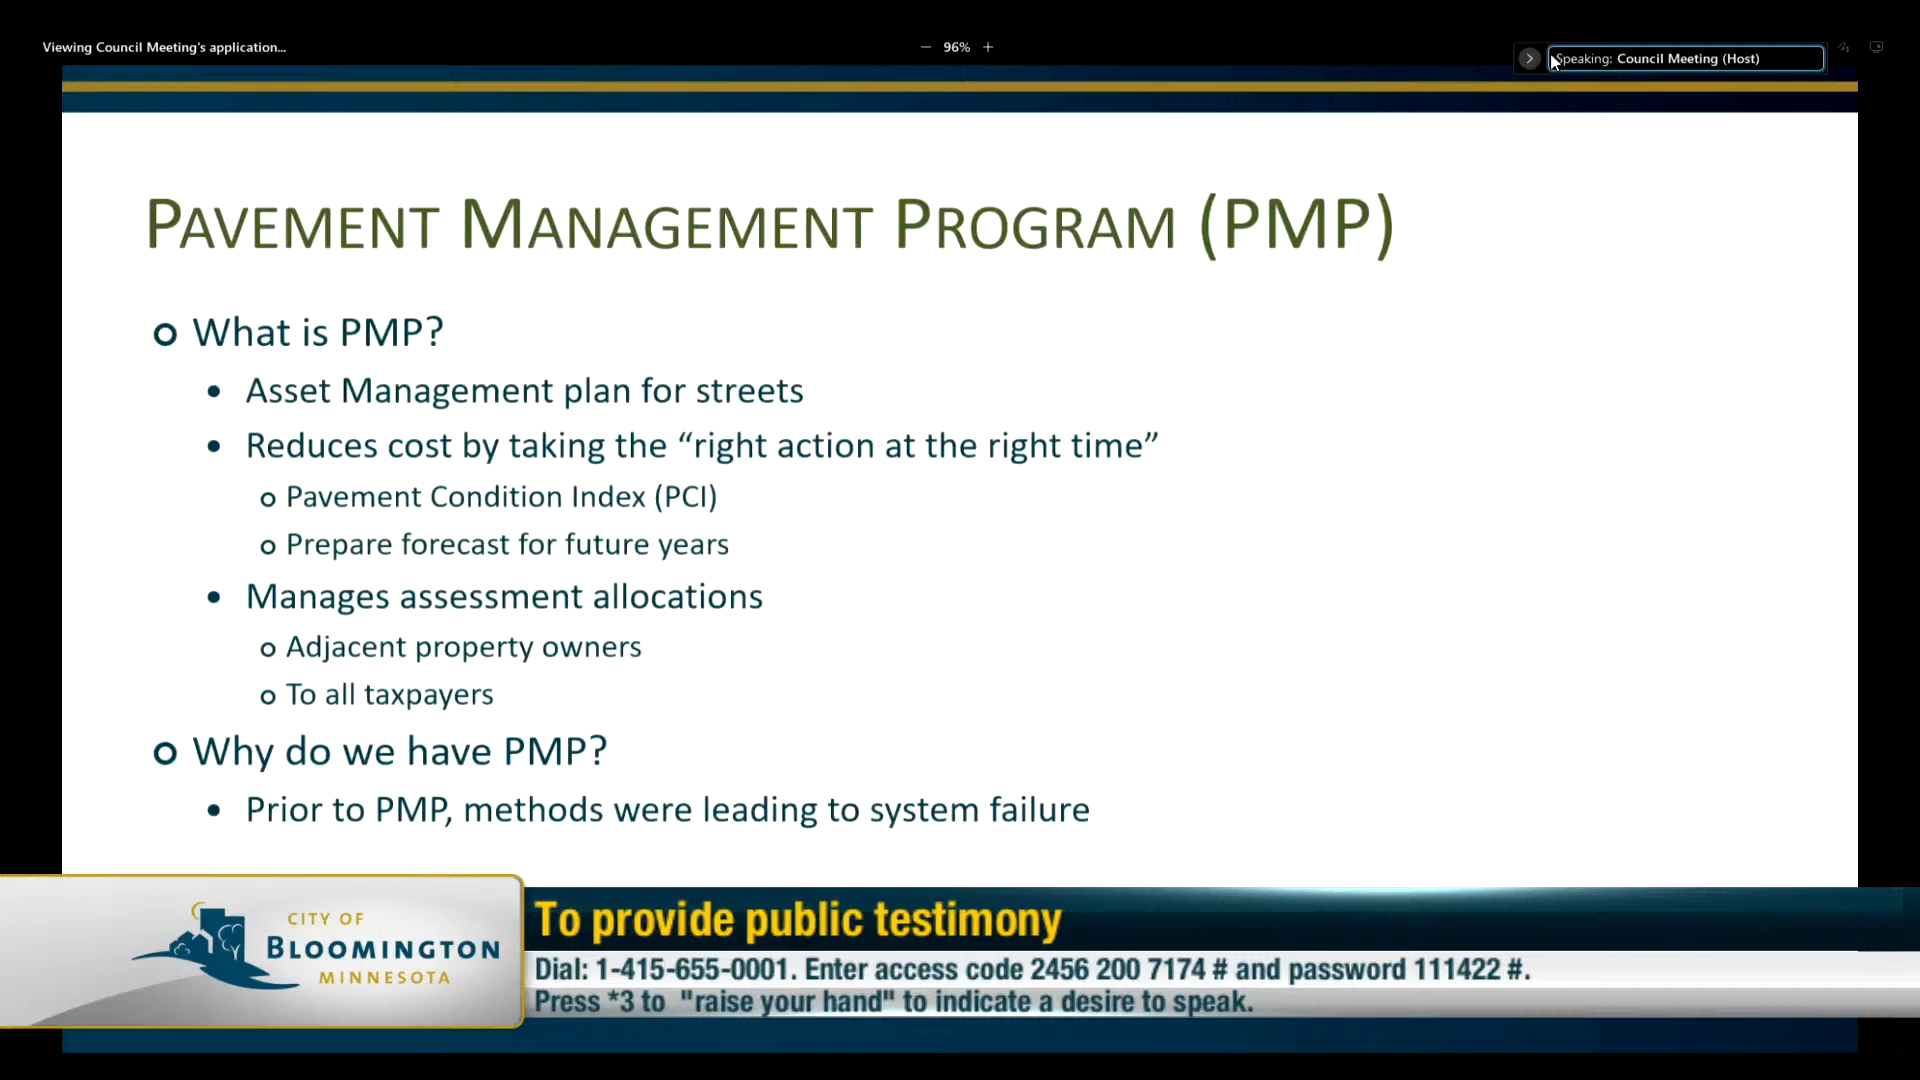 Viewing Council Meeting's application...
— 96% +
Speaking: Council Meeting (Host)
PAVEMENT MANAGEMENT PROGRAM (PMP)
What is PMP?
Asset Management plan for streets
Reduces cost by taking the “right action at the right time”
Pavement Condition Index (PCI)
Prepare forecast for future years
Manages assessment allocations
Adjacent property owners
To all taxpayers
Why do we have PMP?
Prior to PMP, methods were leading to system failure
CITY OF
BLOOMINGTON
MINNESOTA
To provide public testimony
Dial: 1-415-655-0001. Enter access code 2456 200 7174 # and password 111422 #.
Press *3 to "raise your hand" to indicate a desire to speak.